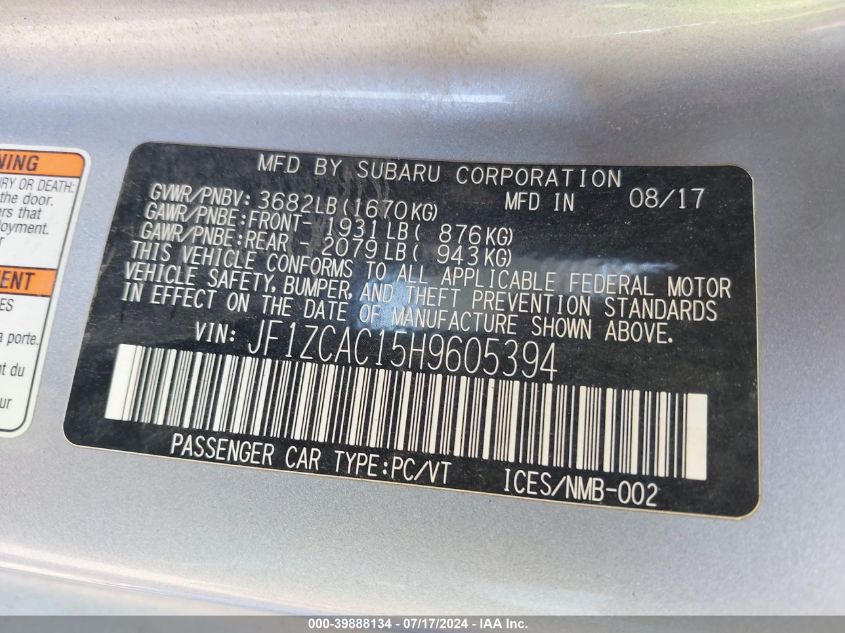 NING
RY OR DEATH:
the door.
ers that
ployment.
r
ENT
ES
a porte.
nt du
ur
MFD BY SUBARU CORPORATION
GVWR/PNBV: 3682LB(1670KG) MFD IN 08/17
GAWR/PNBE:FRONT- 1931LB( 876KG)
GAWR/PNBE:REAR - 2079LB( 943KG)
THIS VEHICLE CONFORMS TO ALL APPLICABLE FEDERAL MOTOR
VEHICLE SAFETY, BUMPER, AND THEFT PREVENTION STANDARDS
IN EFFECT ON THE DATE OF MANUFACTURE SHOWN ABOVE.
VIN: JF1ZCAC15H9605394
PASSENGER CAR TYPE:PC/VT ICES/NMB-002
000-39888134 - 07/17/2024 - IAA Inc.